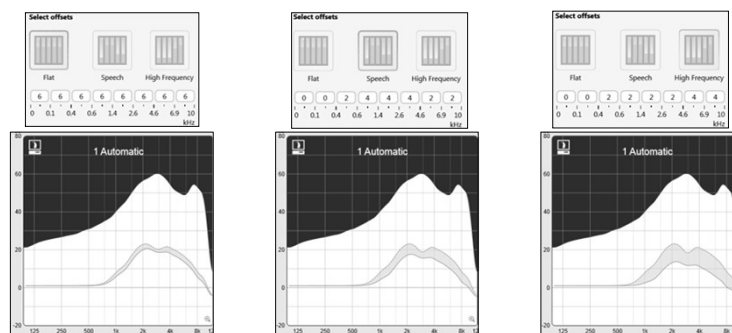 Select offsets
Flat Speech High Frequency
6 6 6 6 6 6 6 6
0 0.1 0.4 0.6 1.4 2.6 4.6 6.9 10
kHz
80
1 Automatic
60
40
20
0
-20
125 250 500 1k 2k 4k 8k 12
Select offsets
Flat Speech High Frequency
0 0 2 4 4 4 2 2
0 0.1 0.4 0.6 1.4 2.6 4.6 6.9 10
kHz
80
1 Automatic
60
40
20
0
-20
125 250 500 1k 2k 4k 8k 12
Select offsets
Flat Speech High Frequency
0 0 2 2 2 2 4 4
0 0.1 0.4 0.6 1.4 2.6 4.6 6.9 10
kHz
80
1 Automatic
60
40
20
0
-20
125 250 500 1k 2k 4k 8k